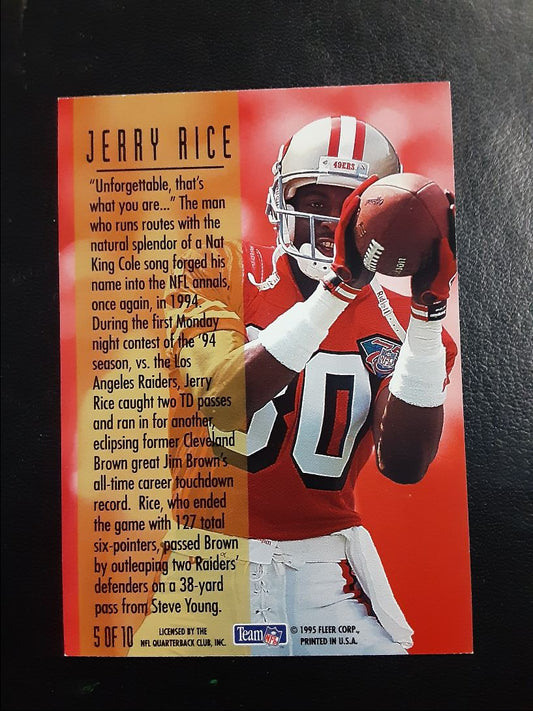 JERRY RICE
"Unforgettable, that's
what you are..." The man
who runs routes with the
natural splendor of a Nat
King Cole song forged his
name into the NFL annals,
once again, in 1994.
During the first Monday
night contest of the '94
season, vs. the Los
Angeles Raiders, Jerry
Rice caught two TD passes
and ran in for another,
eclipsing former Cleveland
Brown great Jim Brown's
all-time career touchdown
record. Rice, who ended
the game with 127 total
six-pointers, passed Brown
by outleaping two Raiders'
defenders on a 38-yard
pass from Steve Young.
5 OF 10
LICENSED BY THE
NFL QUARTERBACK CLUB, INC.
Team NFL
© 1995 FLEER CORP.,
PRINTED IN U.S.A.
49ERS
80
75
NFL